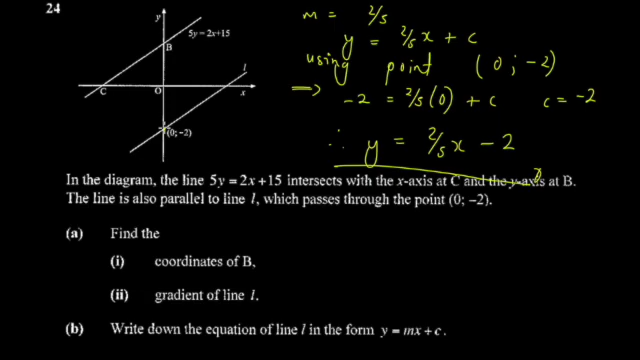 24
y
5y = 2x+15
B
l
C
O
x
(0; −2)
m = 2/5
y = 2/5 x + c
using point (0 ; −2)
⟹ −2 = 2/5 (0) + c   c = −2
∴ y = 2/5 x − 2
In the diagram, the line 5y = 2x + 15 intersects with the x-axis at C and the y-axis at B.
The line is also parallel to line l, which passes through the point (0; −2).
(a) Find the
(i) coordinates of B,
(ii) gradient of line l.
(b) Write down the equation of line l in the form y = mx + c.